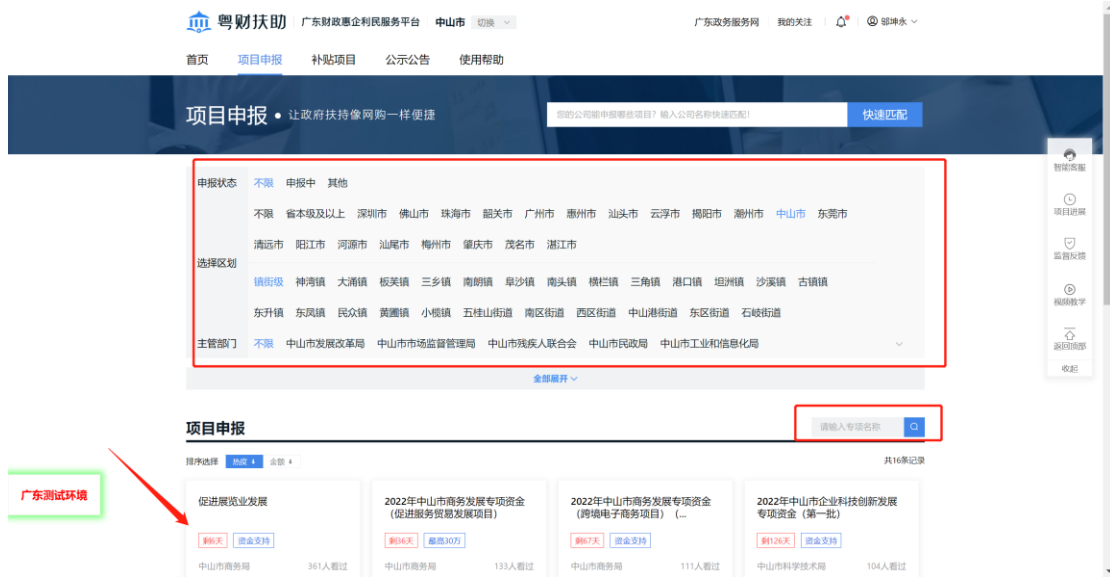 粤财扶助 广东财政惠企利民服务平台 中山市 切换 广东政务服务网 我的关注 邬坤永
首页 项目申报 补贴项目 公示公告 使用帮助
项目申报 • 让政府扶持像网购一样便捷 您的公司能申报哪些项目？输入公司名称快速匹配! 快速匹配
智能客服
项目进展
监督反馈
视频教学
返回顶部
收起
申报状态 不限 申报中 其他
不限 省本级及以上 深圳市 佛山市 珠海市 韶关市 广州市 惠州市 汕头市 云浮市 揭阳市 潮州市 中山市 东莞市
清远市 阳江市 河源市 汕尾市 梅州市 肇庆市 茂名市 湛江市
选择区划
镇街级 神湾镇 大涌镇 板芙镇 三乡镇 南朗镇 阜沙镇 南头镇 横栏镇 三角镇 港口镇 坦洲镇 沙溪镇 古镇镇
东升镇 东凤镇 民众镇 黄圃镇 小榄镇 五桂山街道 南区街道 西区街道 中山港街道 东区街道 石岐街道
主管部门 不限 中山市发展改革局 中山市市场监督管理局 中山市残疾人联合会 中山市民政局 中山市工业和信息化局
全部展开
项目申报 请输入专项名称
排序选择 热度 金额 共16条记录
广东测试环境
促进展览业发展
剩6天 资金支持
中山市商务局 361人看过
2022年中山市商务发展专项资金
（促进服务贸易发展项目）
剩36天 最高30万
中山市商务局 133人看过
2022年中山市商务发展专项资金
（跨境电子商务项目）（...
剩67天 资金支持
中山市商务局 111人看过
2022年中山市企业科技创新发展
专项资金（第一批）
剩126天 资金支持
中山市科学技术局 104人看过